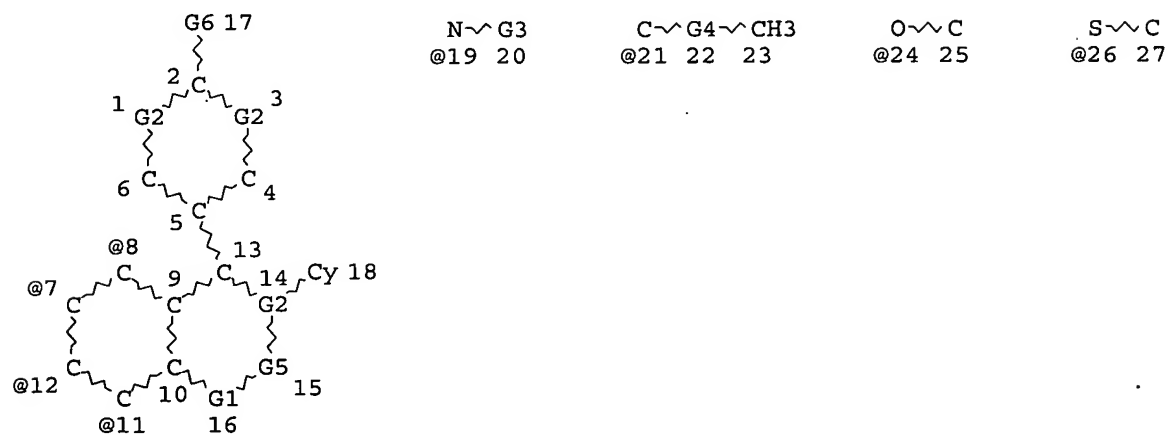 G6 17
N G3
@19 20
C G4 CH3
@21 22 23
O C
@24 25
S C
@26 27
2 C
1 3
G2 G2
C C
6 4
5 C
@8 13
C 9 C 14 Cy 18
@7 C C G2
C C G5
@12 C 10 G1 15
@11 16